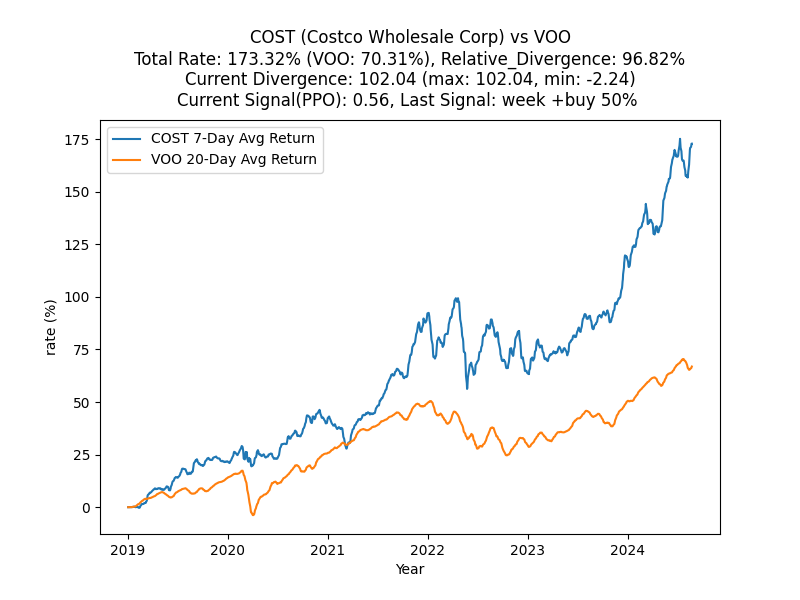 COST (Costco Wholesale Corp) vs VOO
Total Rate: 173.32% (VOO: 70.31%), Relative_Divergence: 96.82%
Current Divergence: 102.04 (max: 102.04, min: -2.24)
Current Signal(PPO): 0.56, Last Signal: week +buy 50%
COST 7-Day Avg Return
VOO 20-Day Avg Return
175
150
125
100
75
50
25
0
rate (%)
2019 2020 2021 2022 2023 2024
Year